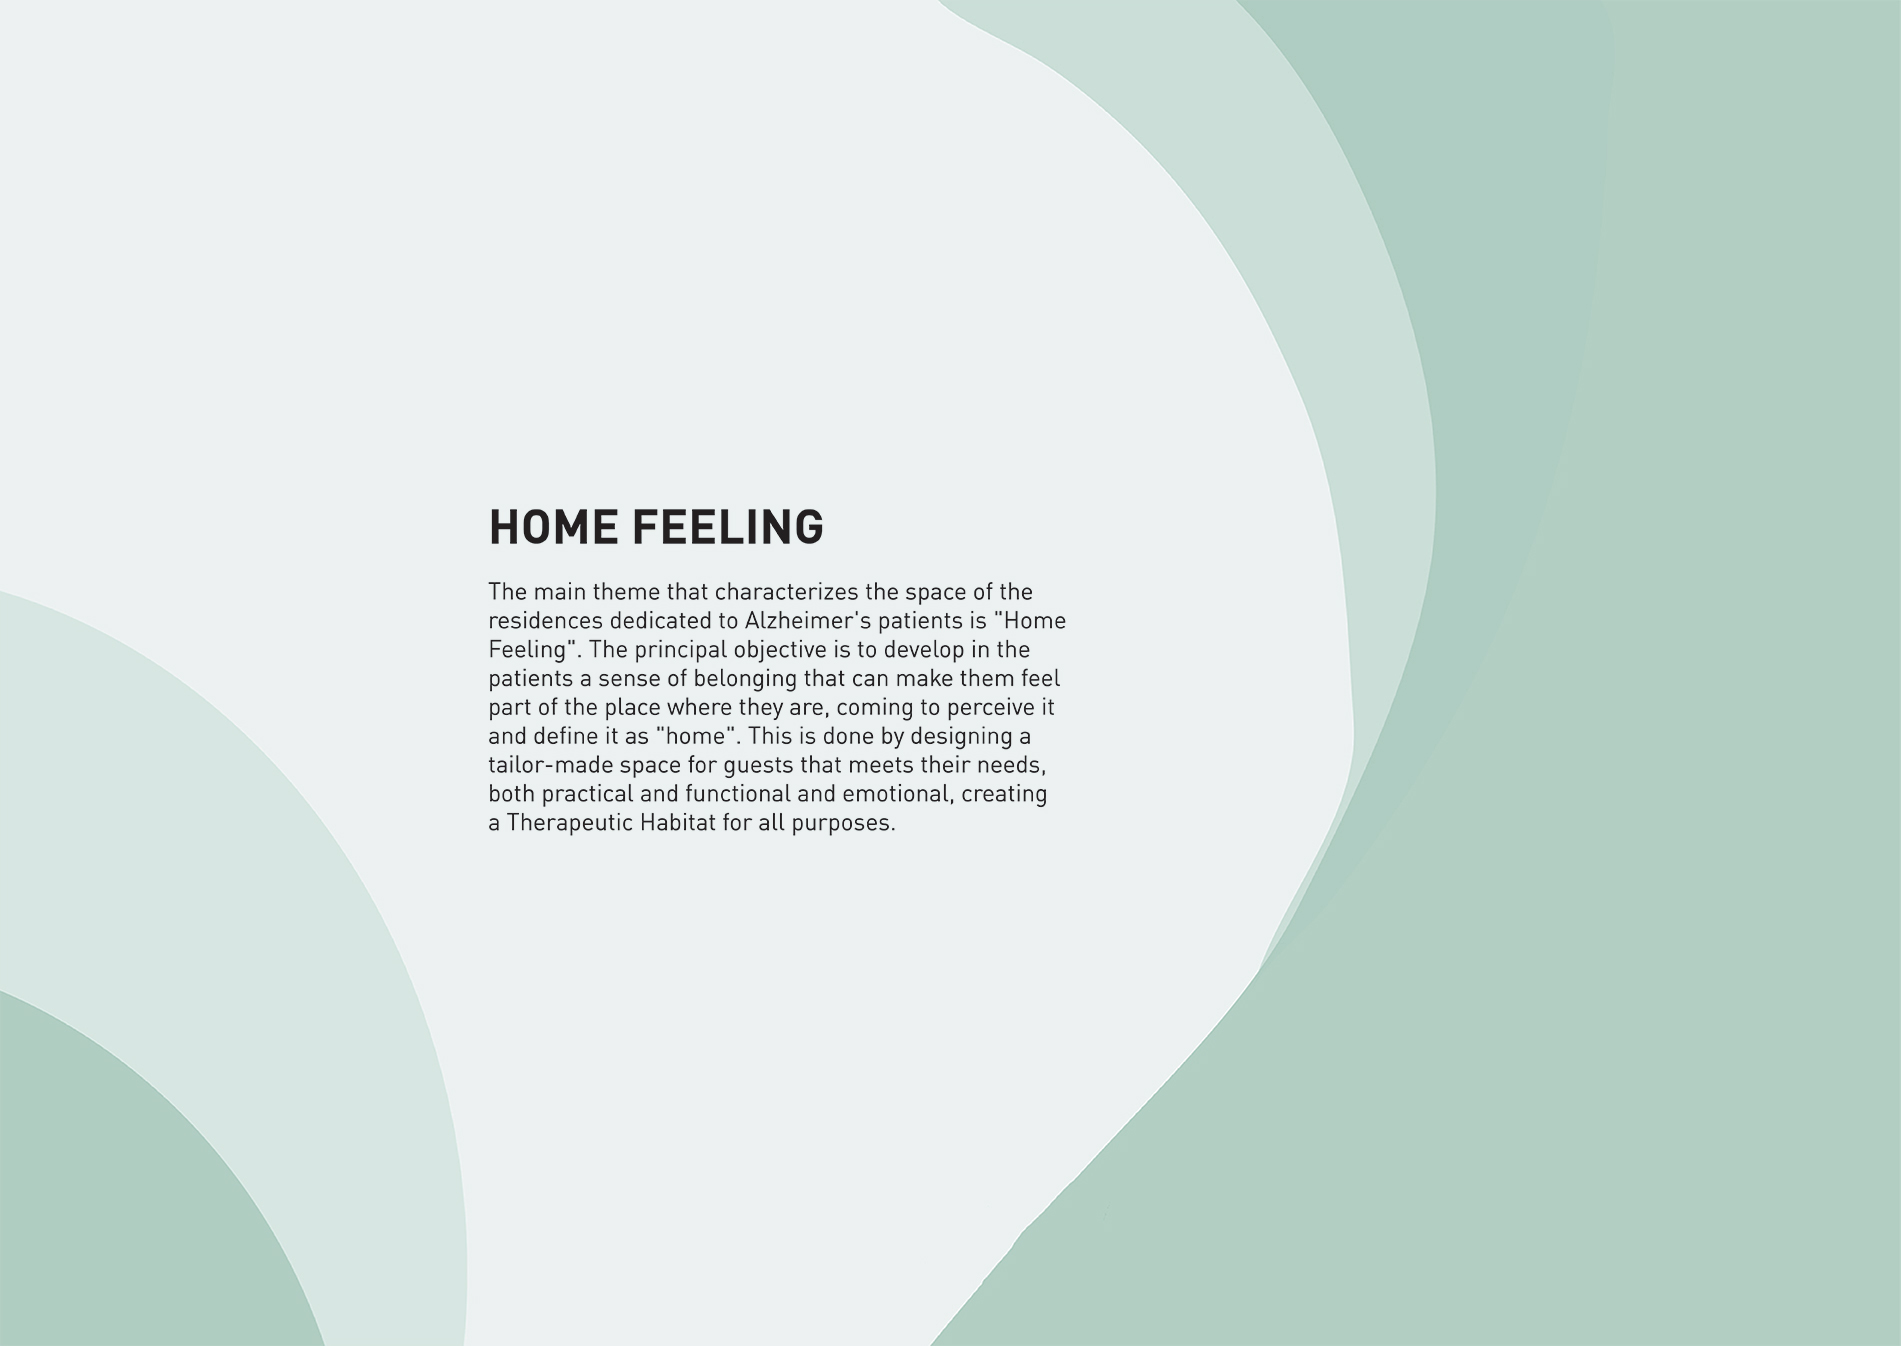 HOME FEELING
The main theme that characterizes the space of the
residences dedicated to Alzheimer's patients is "Home
Feeling". The principal objective is to develop in the
patients a sense of belonging that can make them feel
part of the place where they are, coming to perceive it
and define it as "home". This is done by designing a
tailor-made space for guests that meets their needs,
both practical and functional and emotional, creating
a Therapeutic Habitat for all purposes.